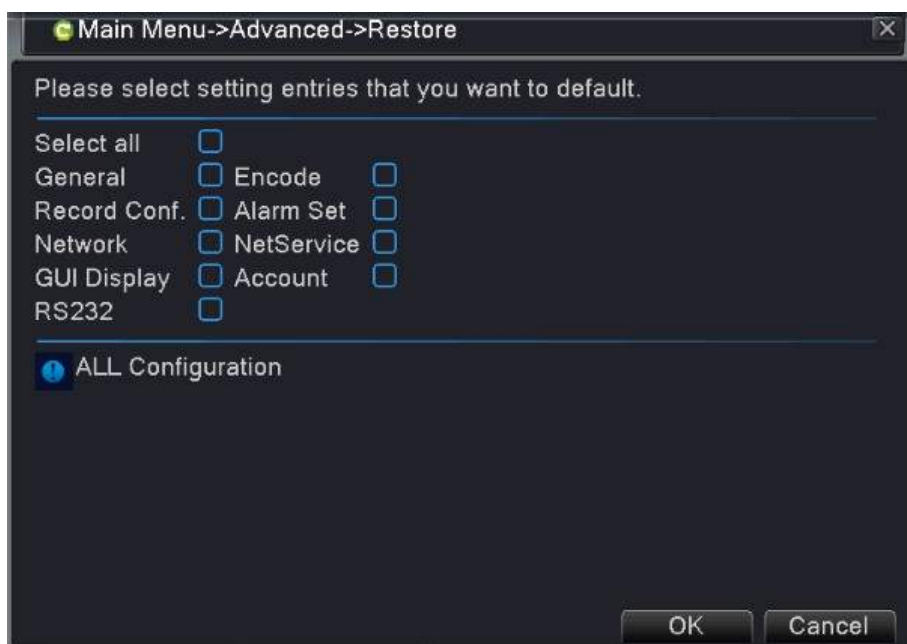 Main Menu->Advanced->Restore
Please select setting entries that you want to default.
Select all
General Encode
Record Conf. Alarm Set
Network NetService
GUI Display Account
RS232
ALL Configuration
OK Cancel